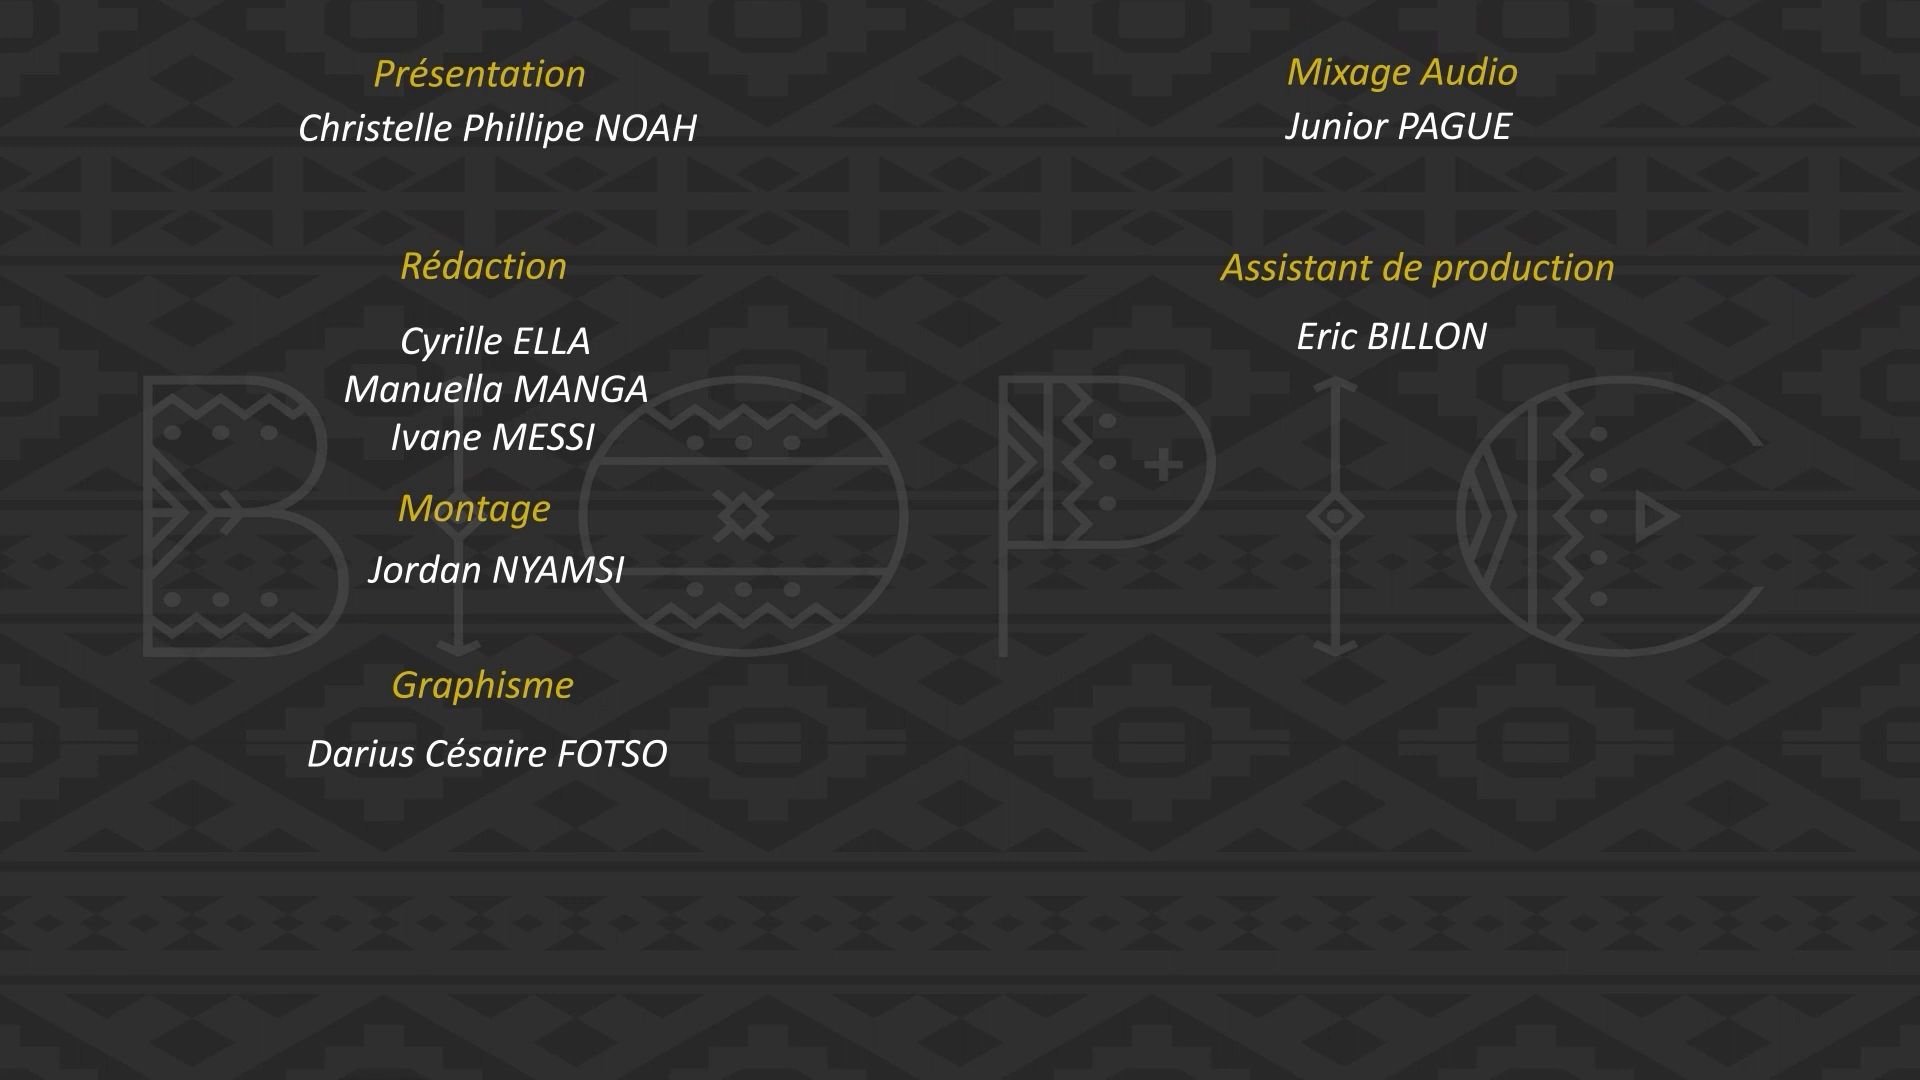 Présentation
Christelle Phillipe NOAH
Rédaction
Cyrille ELLA
Manuella MANGA
Ivane MESSI
Montage
Jordan NYAMSI
Graphisme
Darius Césaire FOTSO
Mixage Audio
Junior PAGUE
Assistant de production
Eric BILLON
BIOPIC